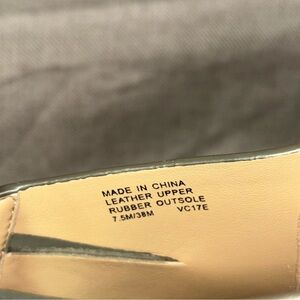 MADE IN CHINA
LEATHER UPPER
RUBBER OUTSOLE
7.5M/38M VC17E